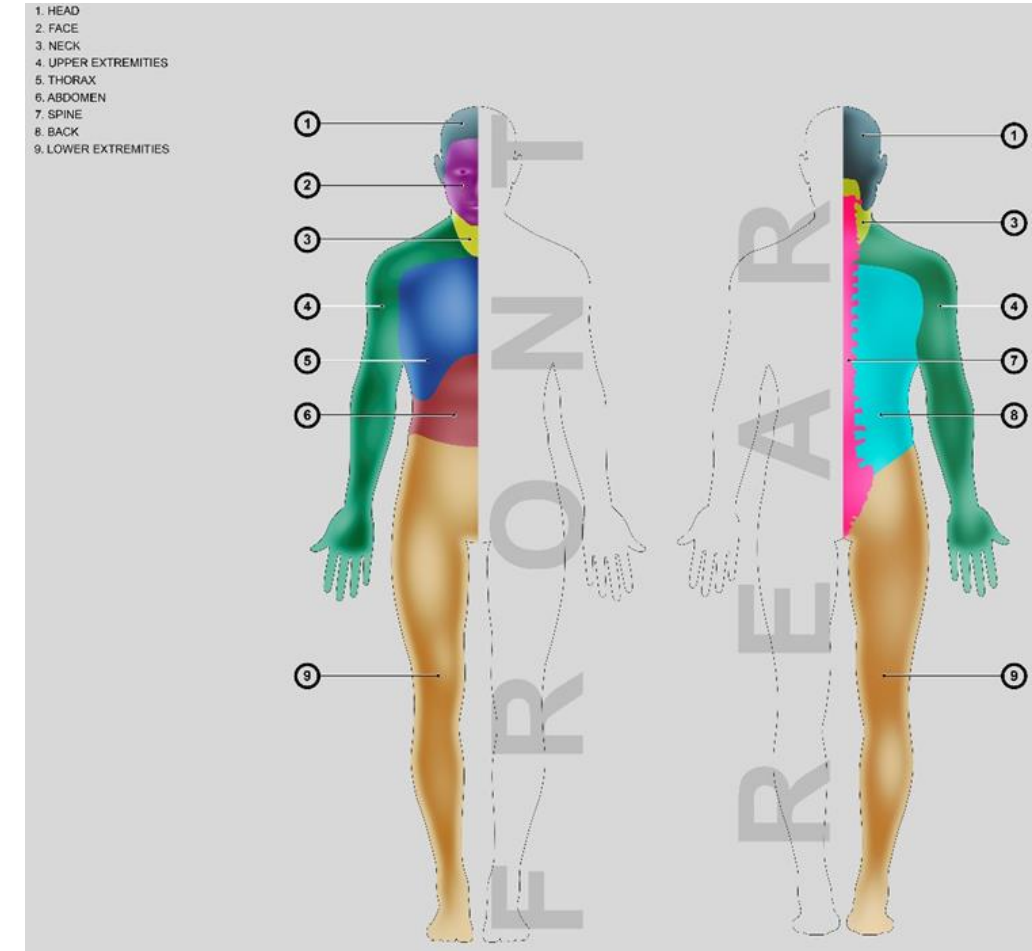 1. HEAD
2. FACE
3. NECK
4. UPPER EXTREMITIES
5. THORAX
6. ABDOMEN
7. SPINE
8. BACK
9. LOWER EXTREMITIES
1
2
3
4
5
6
9
FRONT
REAR
1
3
4
7
8
9